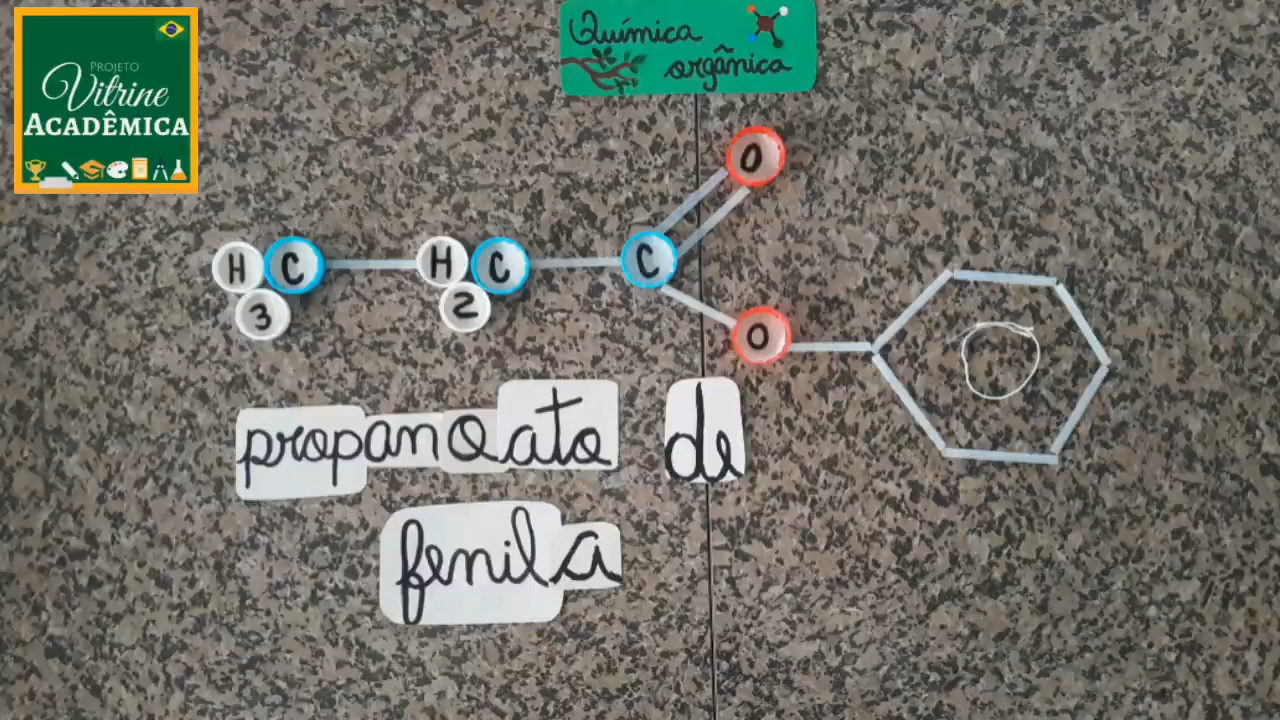 PROJETO
Vitrine
ACADÊMICA
Química
orgânica
O
H C H C C
3 2
O
propanoato de
fenila